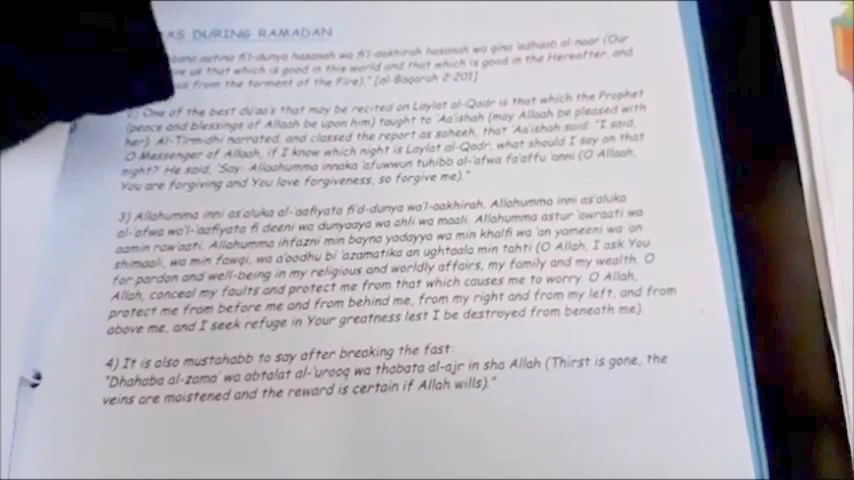 AS DURING RAMADAN
bana aatina fi'l-dunya hasanah wa fi'l-aakhirah hasanah wa qina 'adhaab al-naar (Our
ve us that which is good in this world and that which is good in the Hereafter, and
us from the torment of the Fire)." [al-Baqarah 2:201]
2) One of the best du'aa's that may be recited on Laylat al-Qadr is that which the Prophet
(peace and blessings of Allaah be upon him) taught to 'Aa'ishah (may Allaah be pleased with
her). Al-Tirmidhi narrated, and classed the report as saheeh, that 'Aa'ishah said: "I said,
O Messenger of Allaah, if I know which night is Laylat al-Qadr, what should I say on that
night?' He said, 'Say: Allaahumma innaka 'afuwwun tuhibb al-'afwa fa'affu 'anni (O Allaah,
You are forgiving and You love forgiveness, so forgive me)."
3) Allahumma inni as'aluka al-'aafiyata fi'd-dunya wa'l-aakhirah. Allahumma inni as'aluka
al-'afwa wa'l-'aafiyata fi deeni wa dunyaaya wa ahli wa maali. Allahumma astur 'awraati wa
aamin raw'aati. Allahumma ihfazni min bayna yadayya wa min khalfi wa 'an yameeni wa 'an
shimaali, wa min fawqi, wa a'oodhu bi 'azamatika an ughtaala min tahti (O Allah, I ask You
for pardon and well-being in my religious and worldly affairs, my family and my wealth. O
Allah, conceal my faults and protect me from that which causes me to worry. O Allah,
protect me from before me and from behind me, from my right and from my left, and from
above me, and I seek refuge in Your greatness lest I be destroyed from beneath me).
4) It is also mustahabb to say after breaking the fast:
"Dhahaba al-zama' wa abtalat al-'urooq wa thabata al-ajr in sha Allah (Thirst is gone, the
veins are moistened and the reward is certain if Allah wills)."